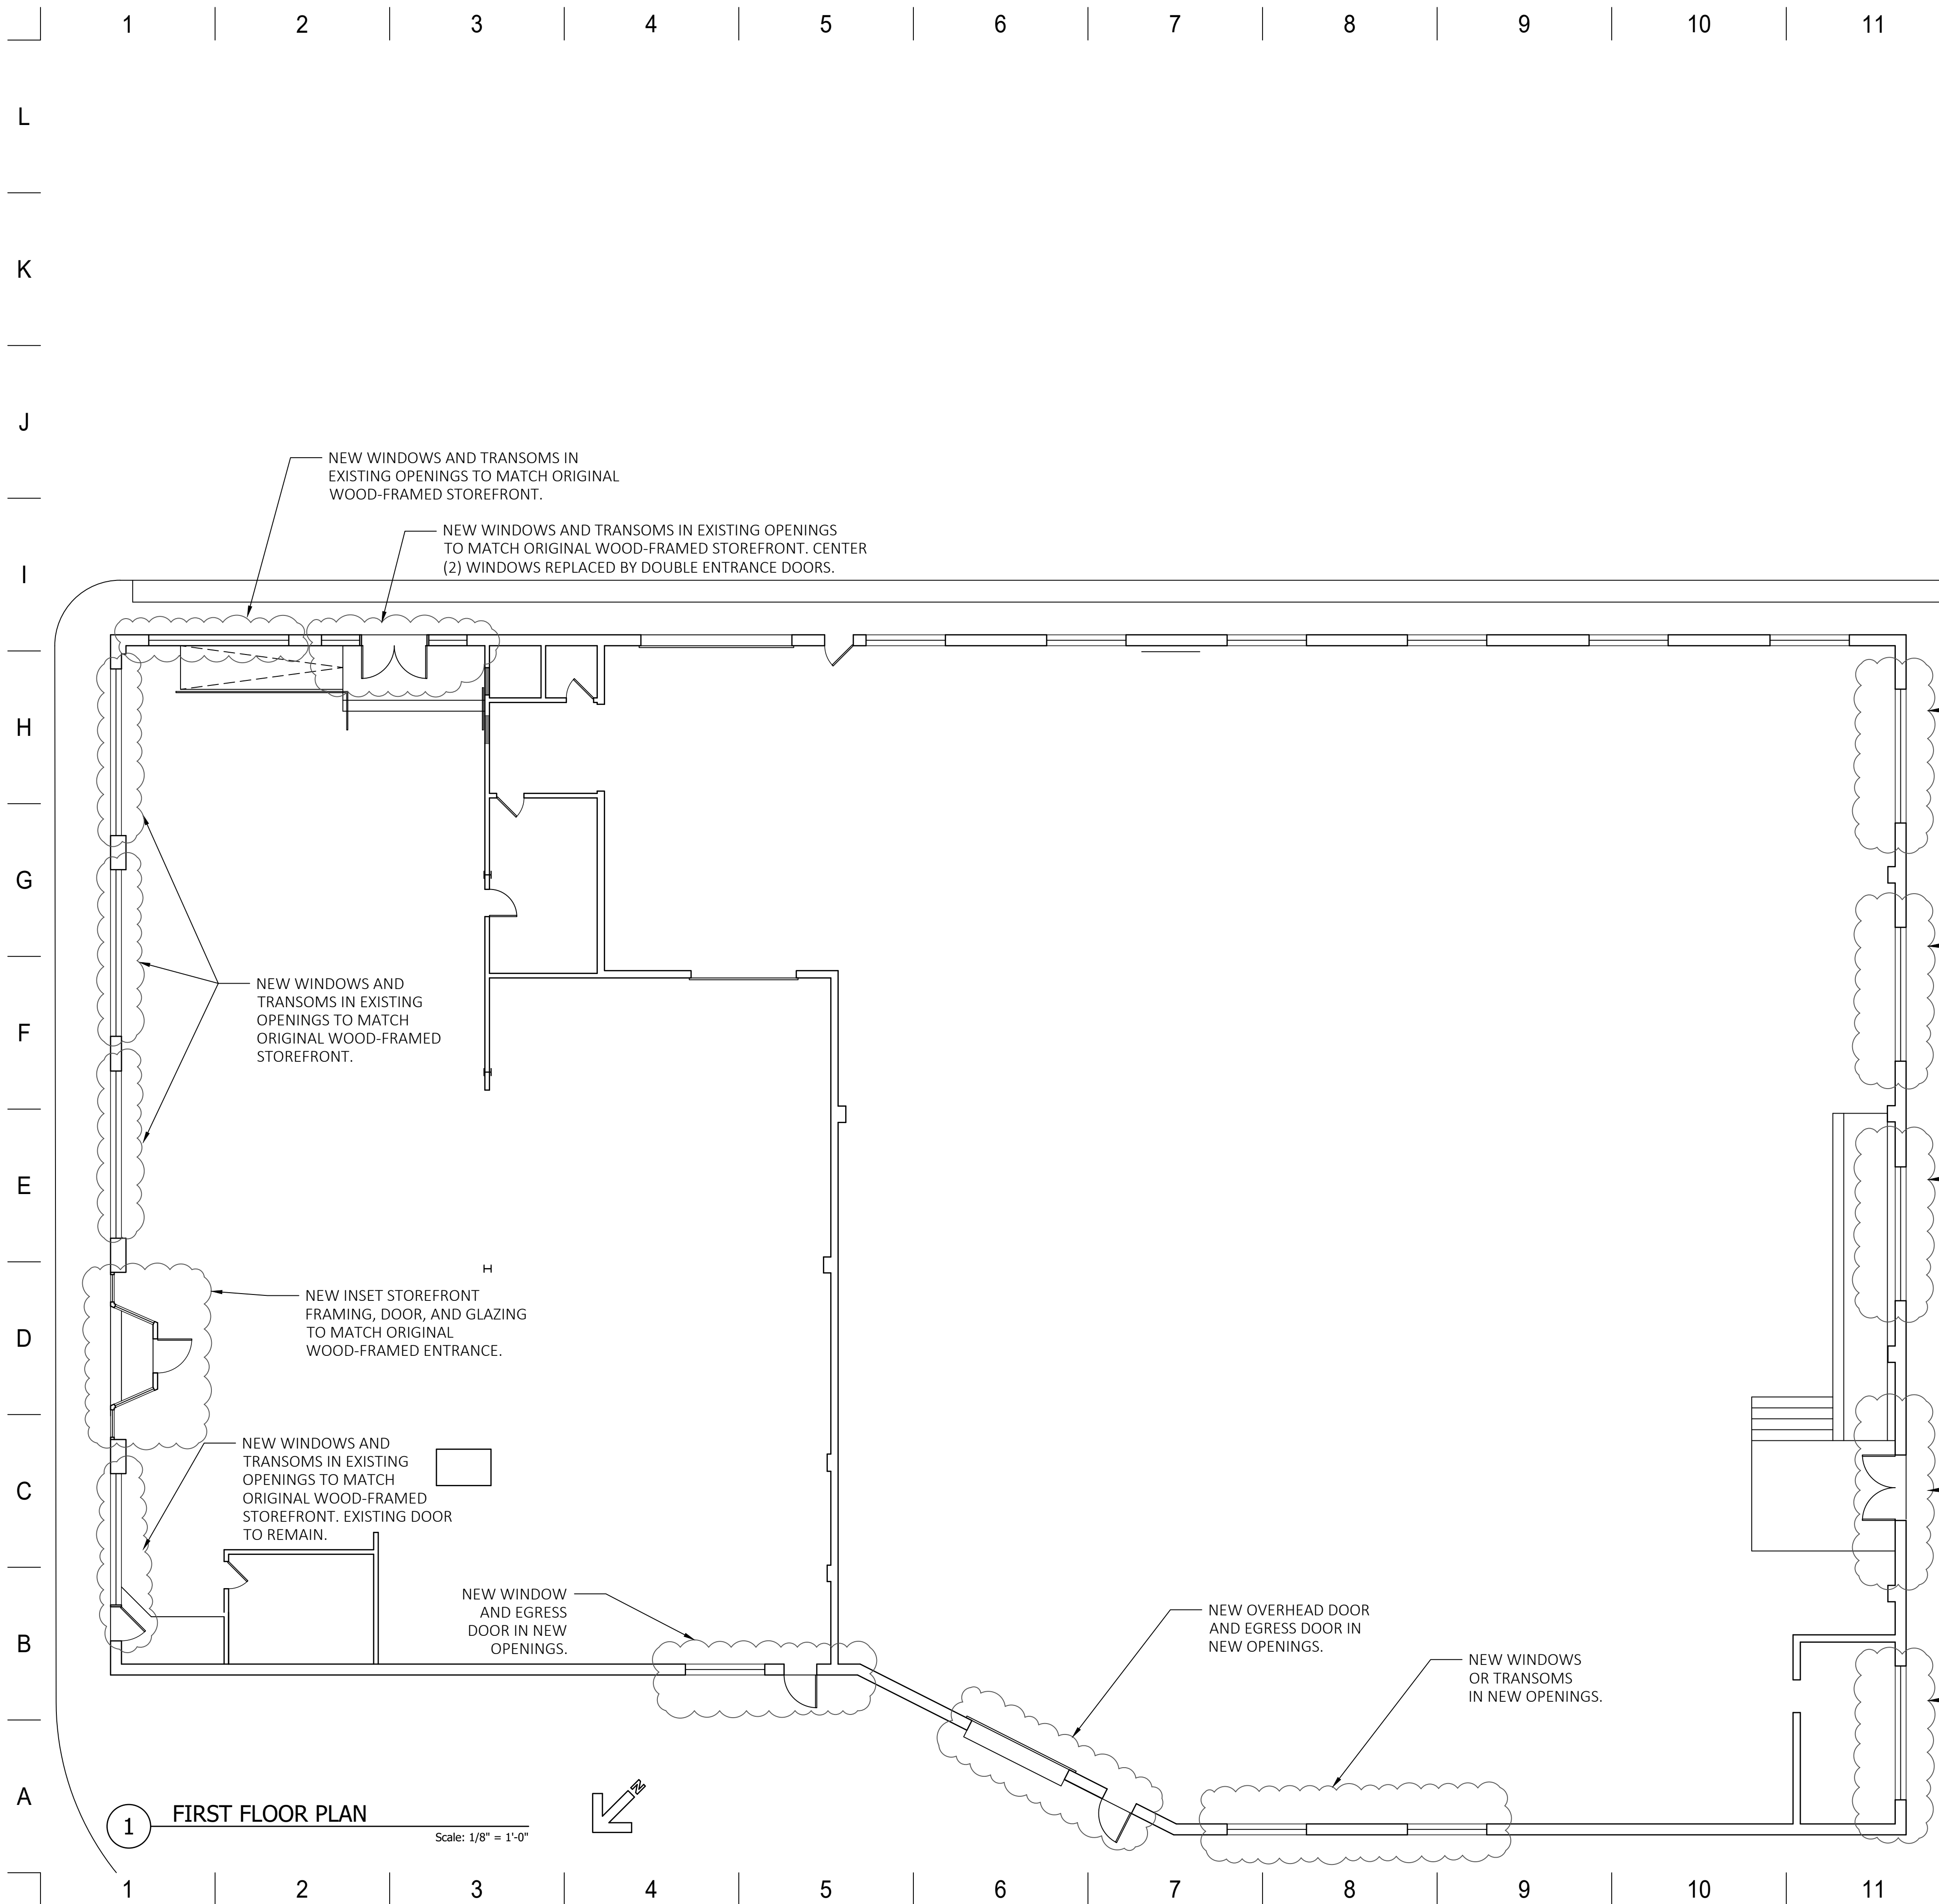 1 2 3 4 5 6 7 8 9 10 11
L
K
J
NEW WINDOWS AND TRANSOMS IN
EXISTING OPENINGS TO MATCH ORIGINAL
WOOD-FRAMED STOREFRONT.
NEW WINDOWS AND TRANSOMS IN EXISTING OPENINGS
TO MATCH ORIGINAL WOOD-FRAMED STOREFRONT. CENTER
(2) WINDOWS REPLACED BY DOUBLE ENTRANCE DOORS.
I
H
G
NEW WINDOWS AND
TRANSOMS IN EXISTING
OPENINGS TO MATCH
ORIGINAL WOOD-FRAMED
STOREFRONT.
F
E
NEW INSET STOREFRONT
FRAMING, DOOR, AND GLAZING
TO MATCH ORIGINAL
WOOD-FRAMED ENTRANCE.
D
NEW WINDOWS AND
TRANSOMS IN EXISTING
OPENINGS TO MATCH
ORIGINAL WOOD-FRAMED
STOREFRONT. EXISTING DOOR
TO REMAIN.
C
NEW WINDOW
AND EGRESS
DOOR IN NEW
OPENINGS.
NEW OVERHEAD DOOR
AND EGRESS DOOR IN
NEW OPENINGS.
B
NEW WINDOWS
OR TRANSOMS
IN NEW OPENINGS.
A
1 FIRST FLOOR PLAN
Scale: 1/8" = 1'-0"
N
1 2 3 4 5 6 7 8 9 10 11